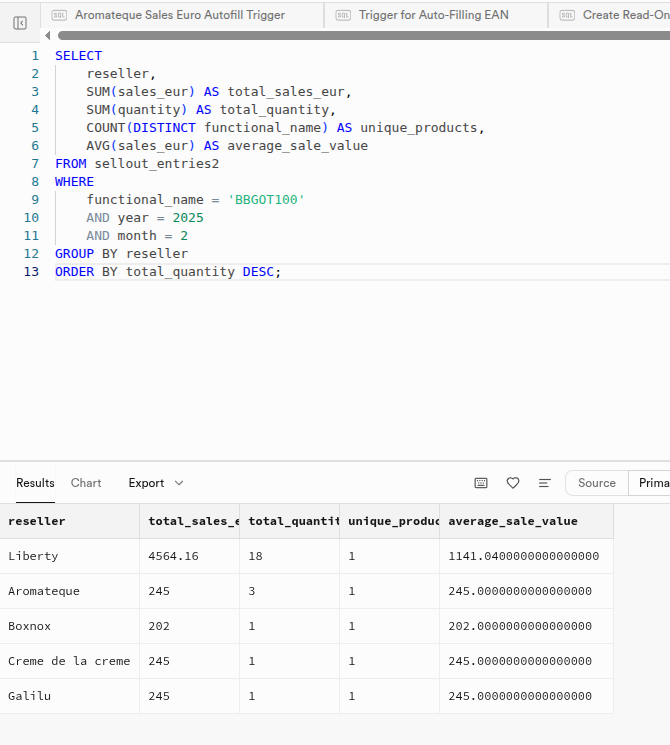 SQL Aromateque Sales Euro Autofill Trigger SQL Trigger for Auto-Filling EAN SQL Create Read-On
1 SELECT
2 reseller,
3 SUM(sales_eur) AS total_sales_eur,
4 SUM(quantity) AS total_quantity,
5 COUNT(DISTINCT functional_name) AS unique_products,
6 AVG(sales_eur) AS average_sale_value
7 FROM sellout_entries2
8 WHERE
9 functional_name = 'BBGOT100'
10 AND year = 2025
11 AND month = 2
12 GROUP BY reseller
13 ORDER BY total_quantity DESC;
Results Chart Export Source Prima
reseller total_sales_e total_quantit unique_produc average_sale_value
Liberty 4564.16 18 1 1141.0400000000000000
Aromateque 245 3 1 245.0000000000000000
Boxnox 202 1 1 202.0000000000000000
Creme de la creme 245 1 1 245.0000000000000000
Galilu 245 1 1 245.0000000000000000